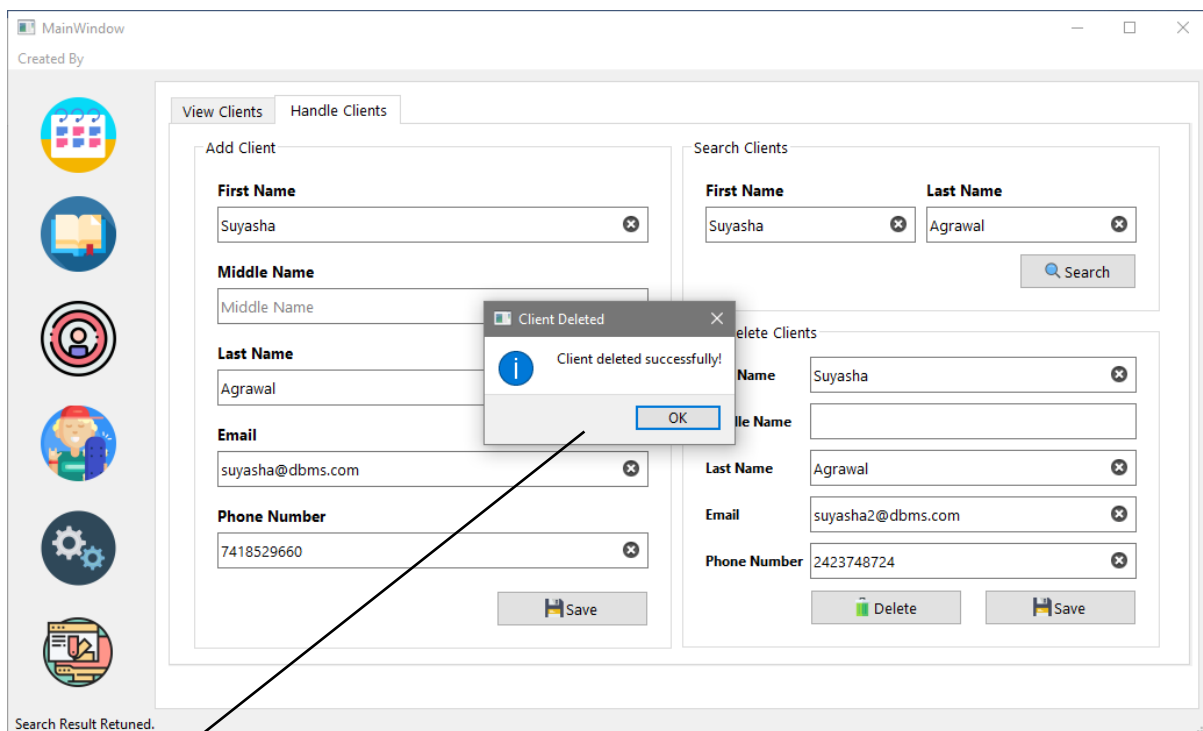 MainWindow
Created By
View Clients
Handle Clients
Add Client
First Name
Suyasha
Middle Name
Middle Name
Last Name
Agrawal
Email
suyasha@dbms.com
Phone Number
7418529660
Save
Search Clients
First Name
Last Name
Suyasha
Agrawal
Search
Client Deleted
Client deleted successfully!
OK
elete Clients
Name
Suyasha
lle Name
Last Name
Agrawal
Email
suyasha2@dbms.com
Phone Number
2423748724
Delete
Save
Search Result Retuned.